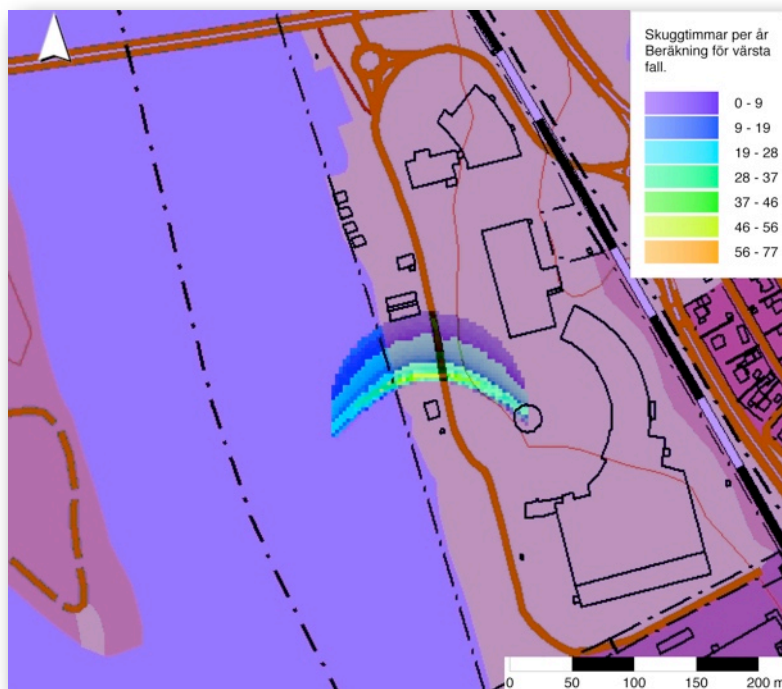 Skuggtimmar per år
Beräkning för värsta
fall.
0 - 9
9 - 19
19 - 28
28 - 37
37 - 46
46 - 56
56 - 77
0 50 100 150 200 m